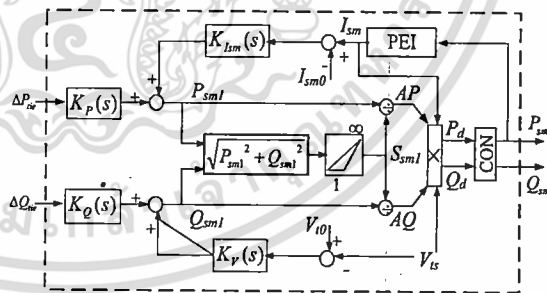 I_sm
K_Ism(s)
PEI
I_sm0
ΔP_tie
K_P(s)
P_sm1
AP
√(P_sm1² + Q_sm1²)
∞
1
S_sm1
P_d
Q_d
CON
P_sm
Q_sm
ΔQ_tie
K_Q(s)
Q_sm1
AQ
V_t0
K_V(s)
V_ts